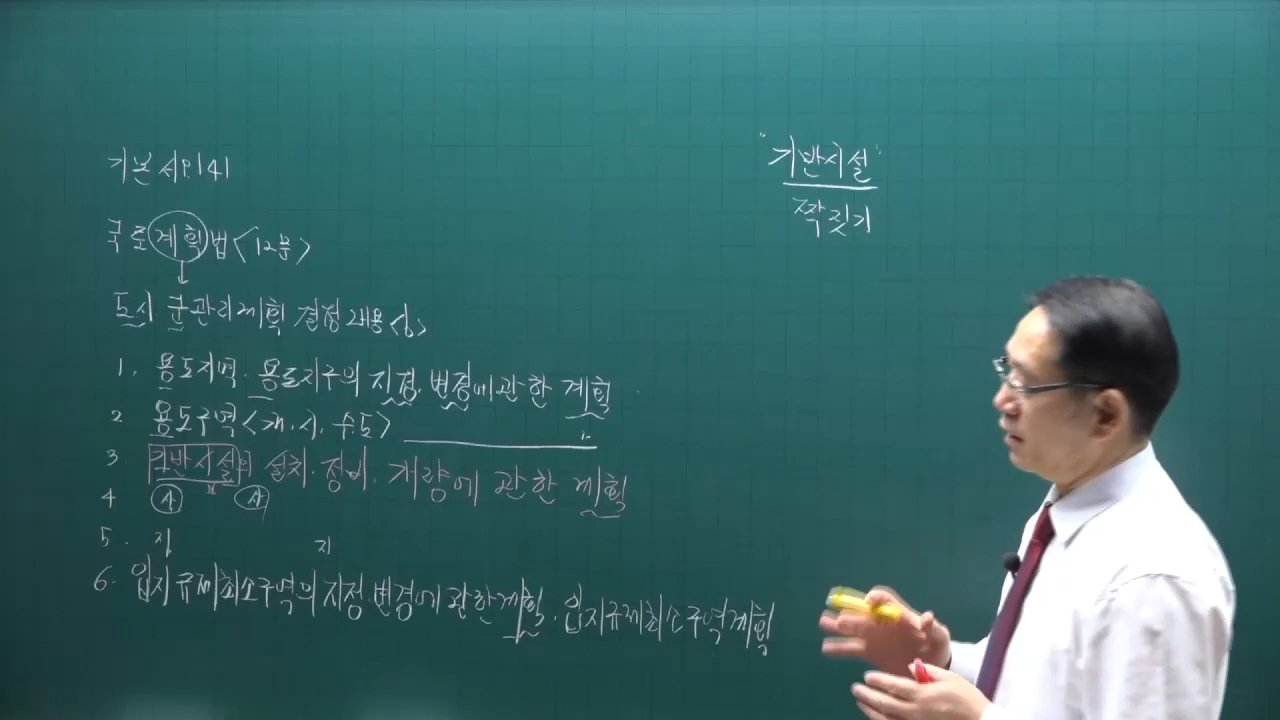 기본서P.141
국토계획법〈12문〉
도시.군관리계획 결정내용〈6〉
1. 용도지역.용도지구의 지정.변경에관한 계획
2 용도구역〈개.시.수.도〉
3 기반시설의 설치.정비.개량에 관한 계획
4
5. 지 지
6. 입지규제최소구역의 지정.변경에관한계획.입지규제최소구역계획
"기반시설"
짝짓기